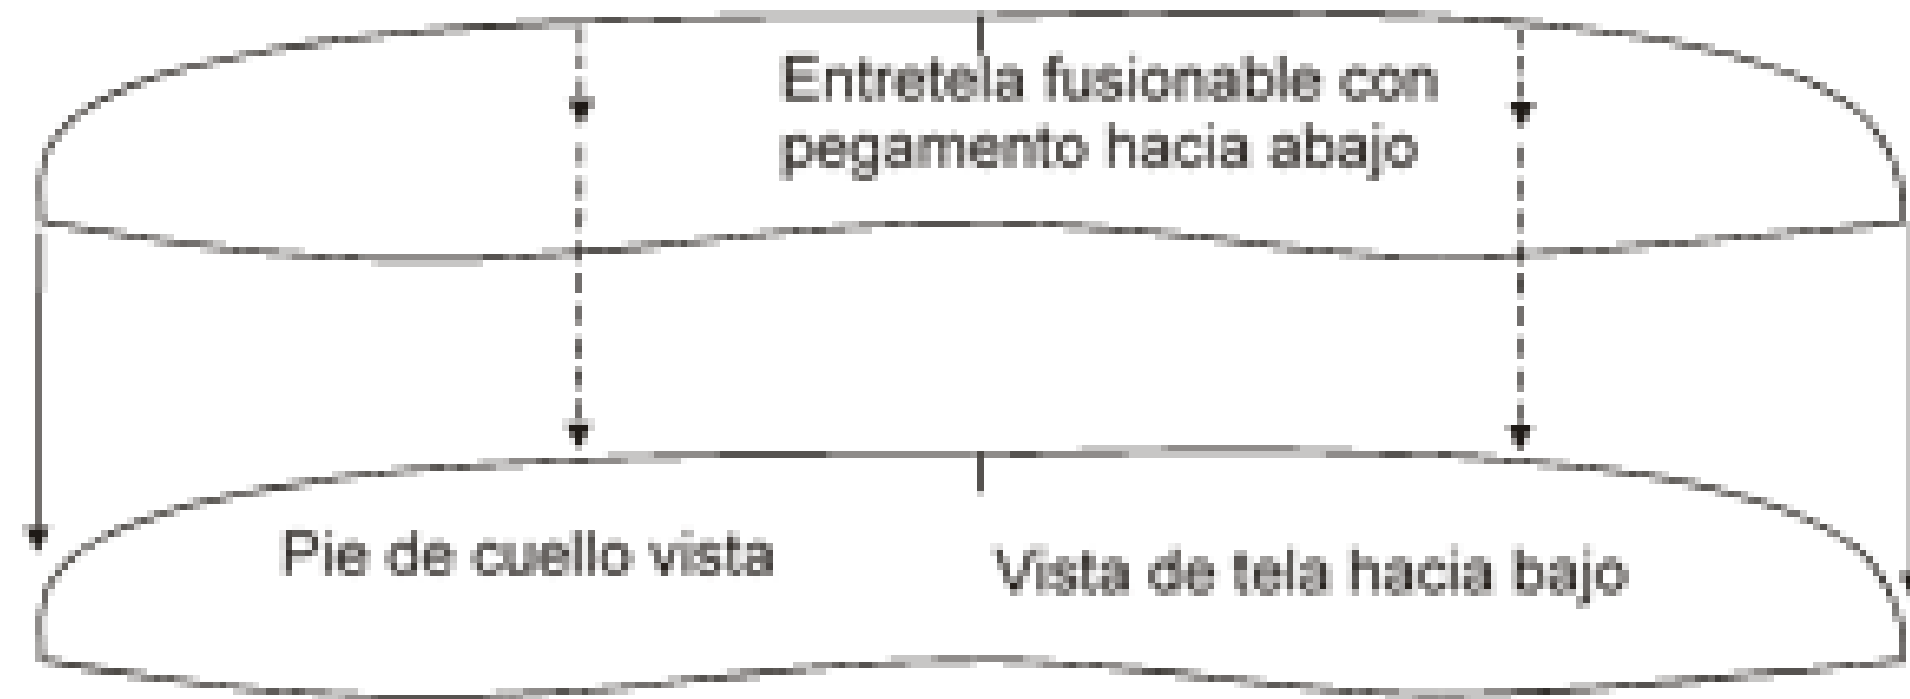 Entretela fusionable con
pegamento hacia abajo
Pie de cuello vista
Vista de tela hacia bajo